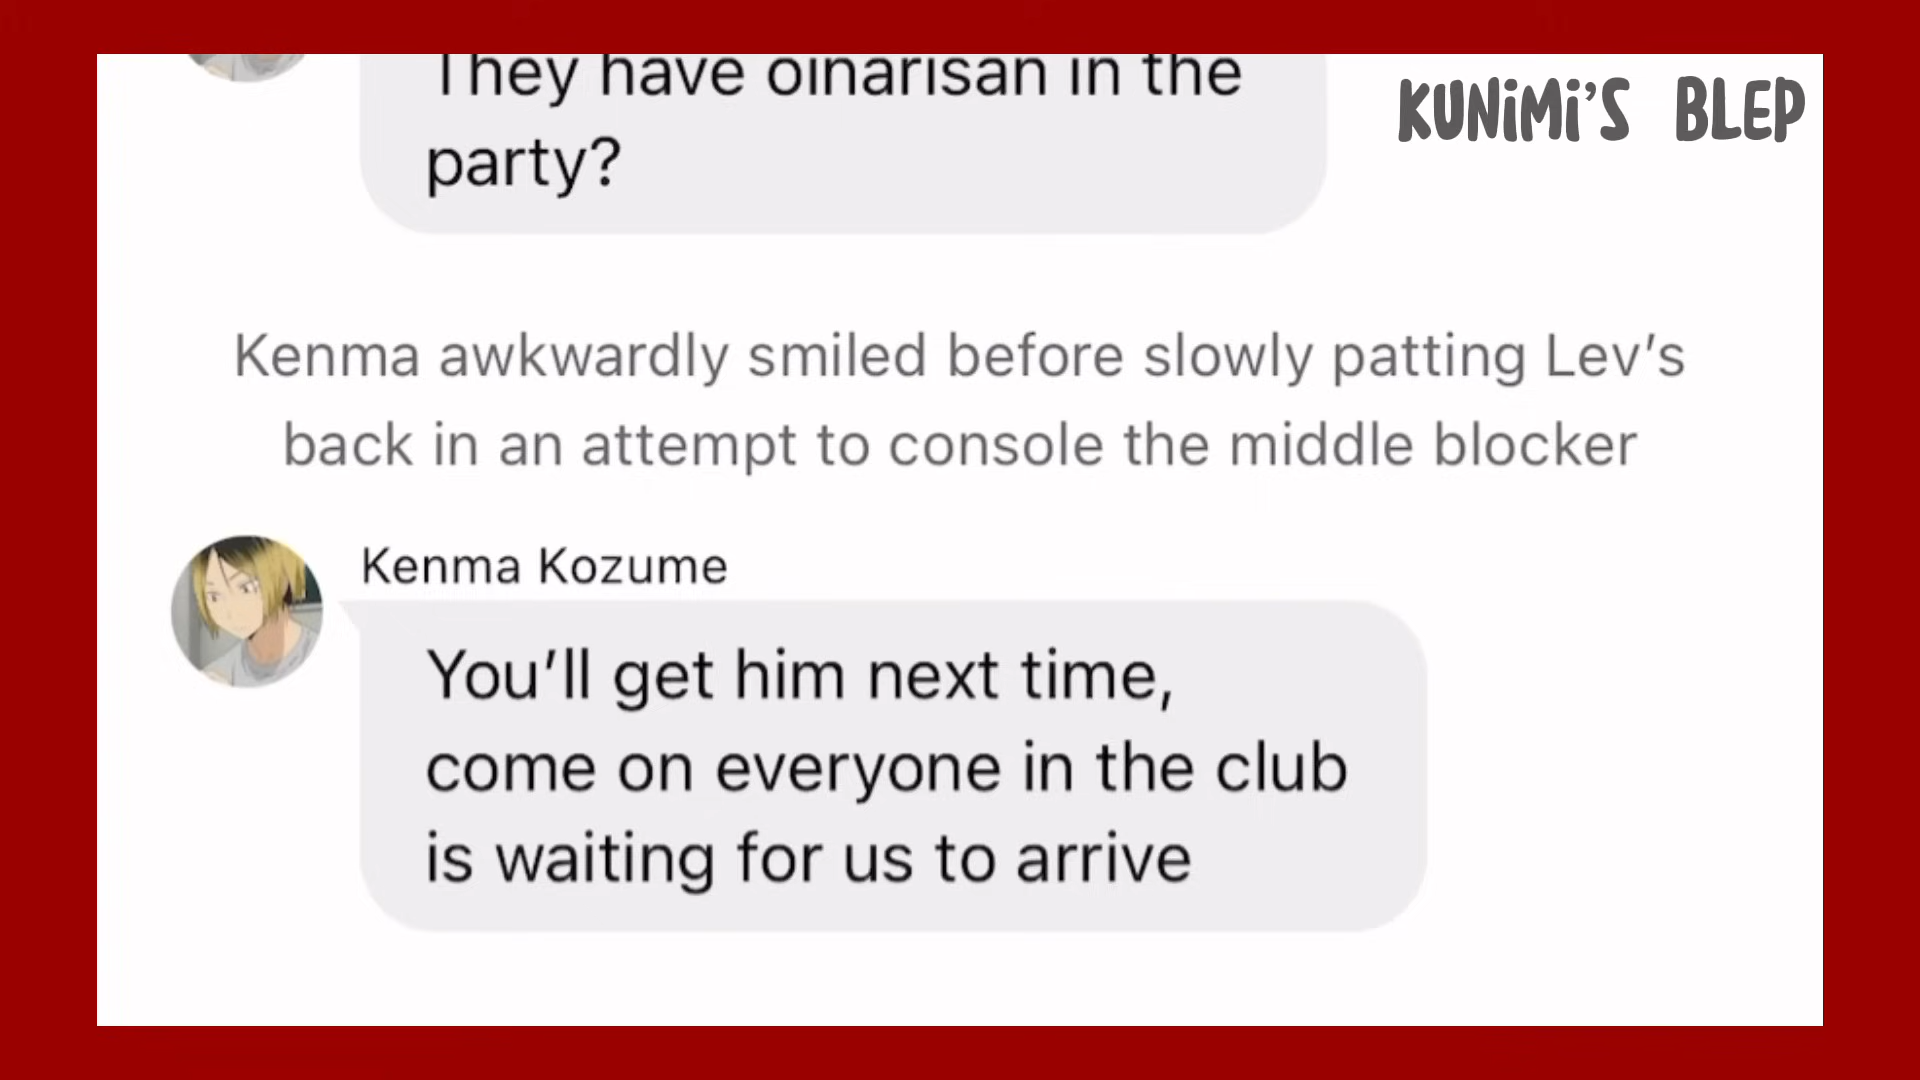 They have oinarisan in the
KUNiMi'S BLEP
party?
Kenma awkwardly smiled before slowly patting Lev's
back in an attempt to console the middle blocker
Kenma Kozume
You'll get him next time,
come on everyone in the club
is waiting for us to arrive